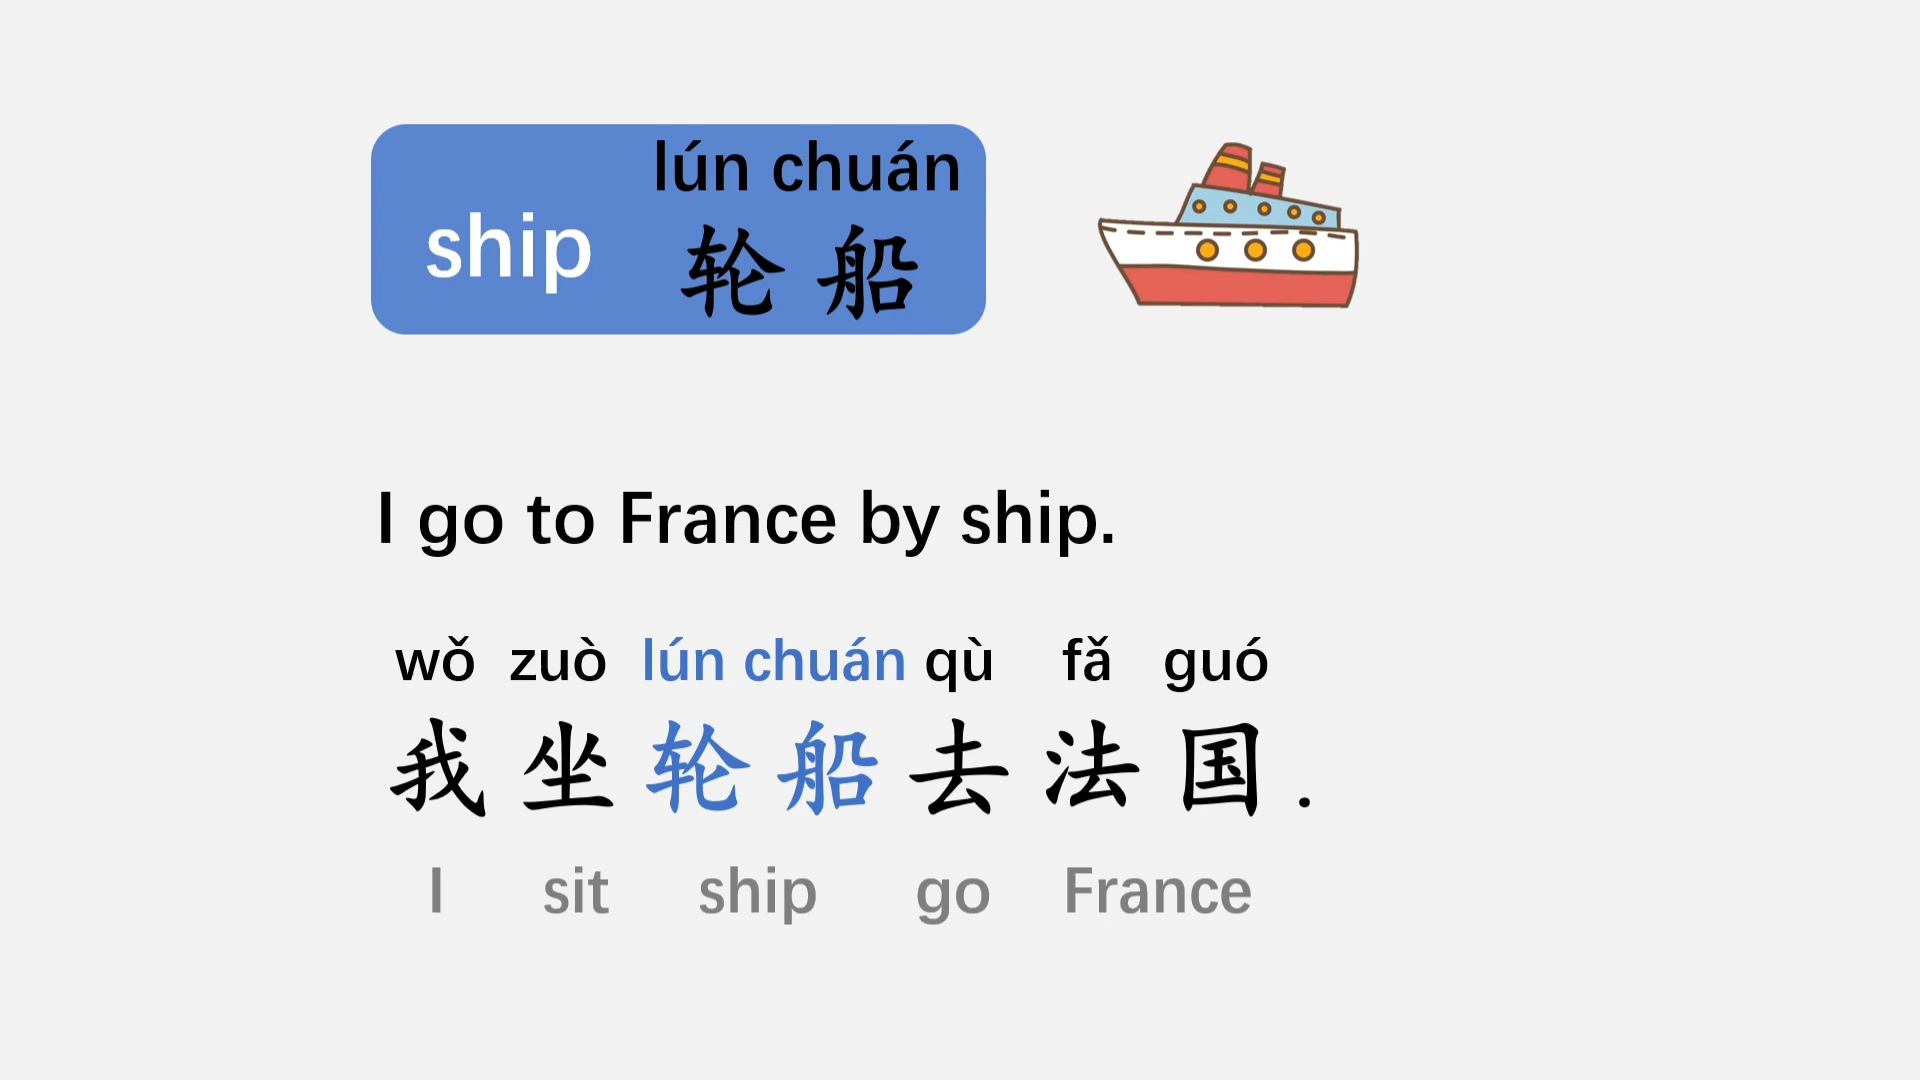 lún chuán
ship 轮船
I go to France by ship.
wǒ zuò lún chuán qù fǎ guó
我坐轮船去法国.
I sit ship go France